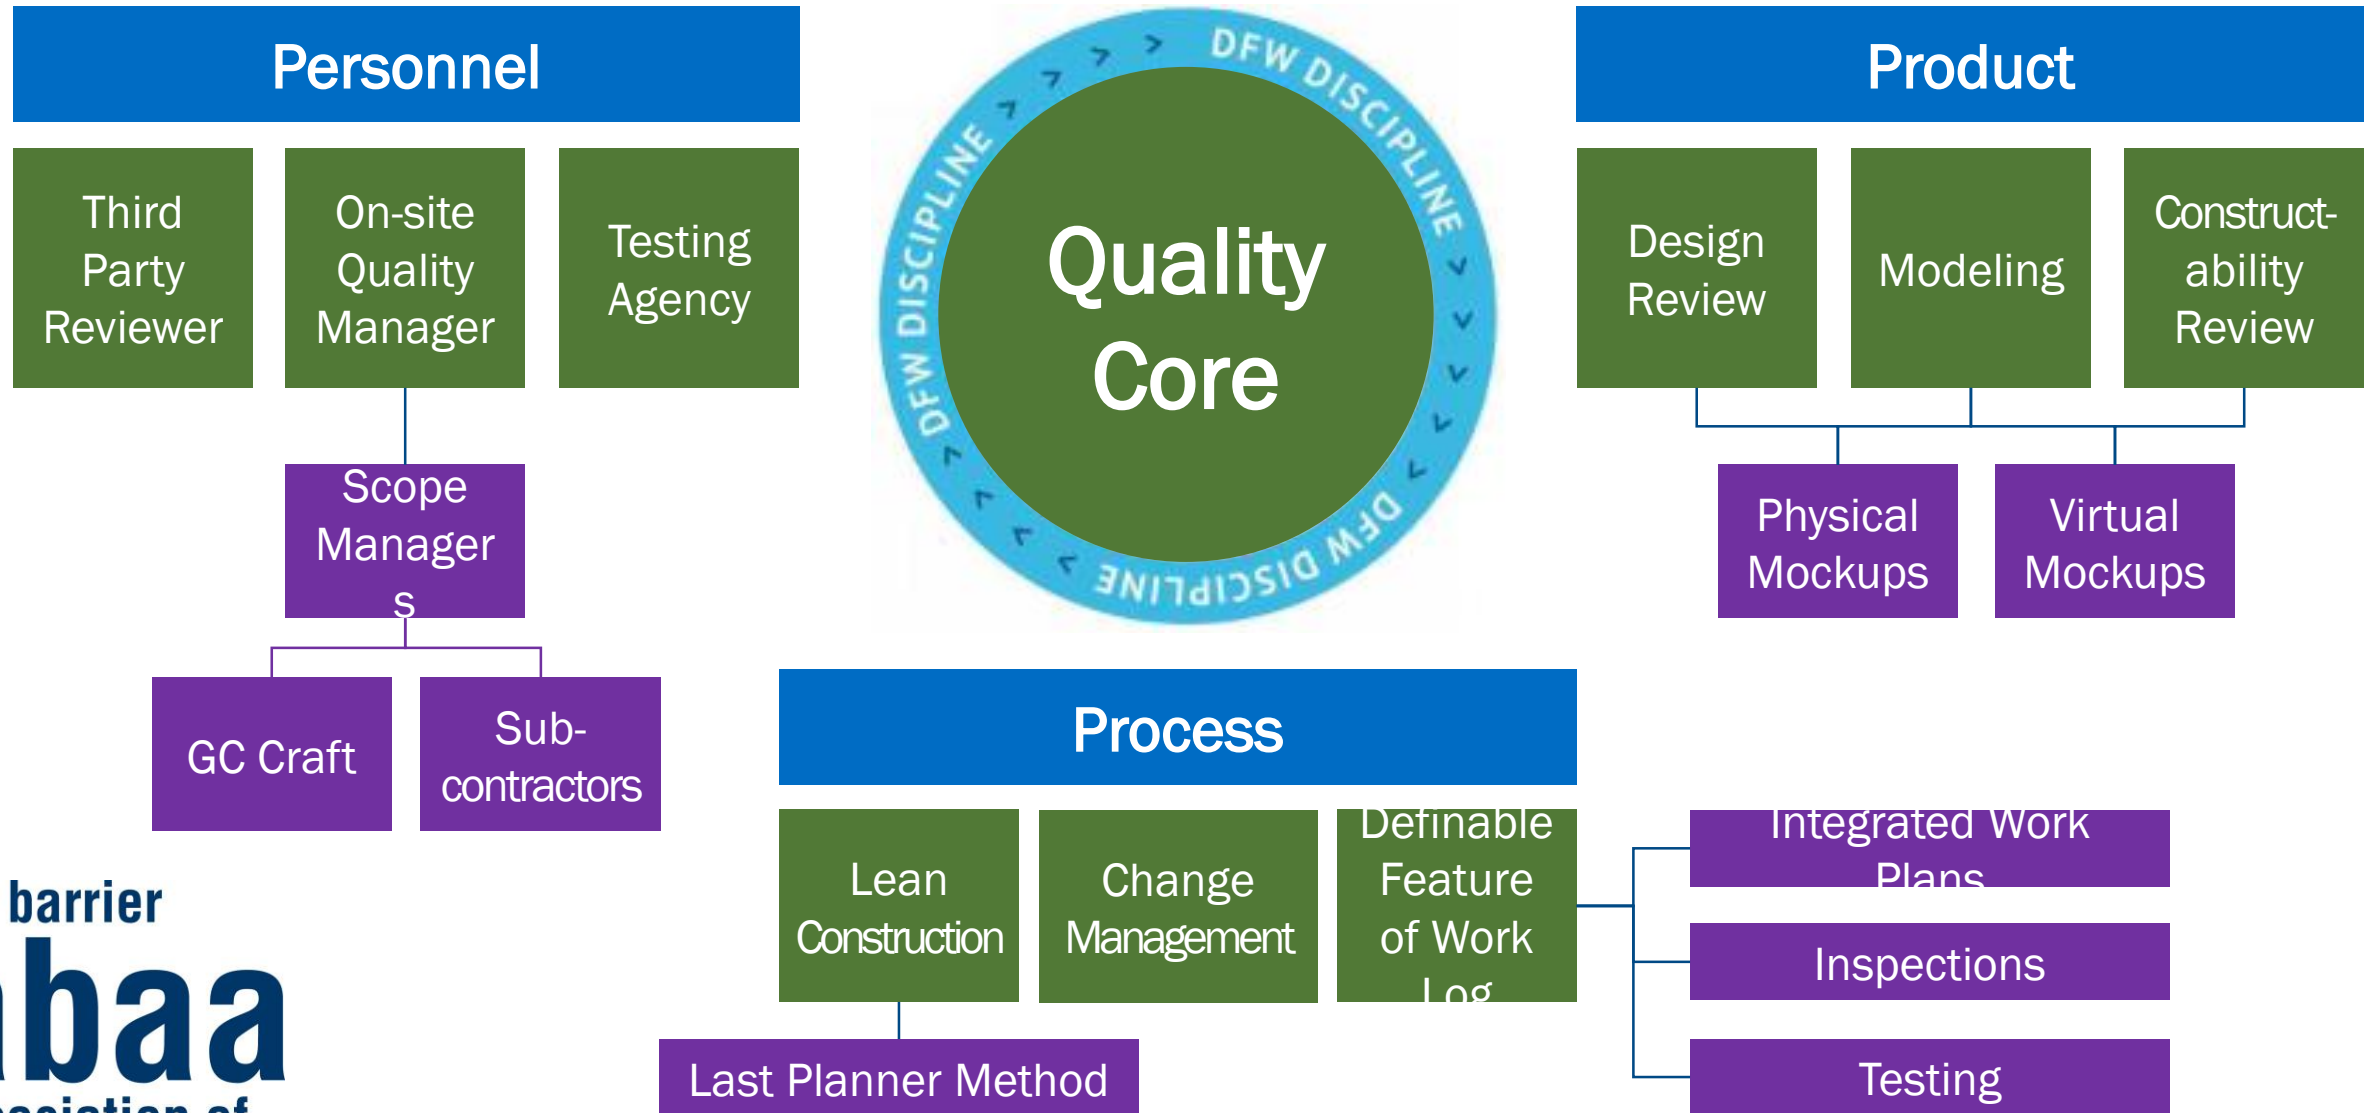 Personnel
Third
Party
Reviewer
On-site
Quality
Manager
Testing
Agency
Scope
Manager
s
GC Craft
Sub-
contractors
DFW DISCIPLINE > > > > >
DFW DISCIPLINE > > > > >
DFW DISCIPLINE > > > > >
Quality
Core
Product
Design
Review
Modeling
Construct-
ability
Review
Physical
Mockups
Virtual
Mockups
Process
Lean
Construction
Change
Management
Definable
Feature
of Work
Log
Integrated Work
Plans
Inspections
Testing
Last Planner Method
barrier
abaa